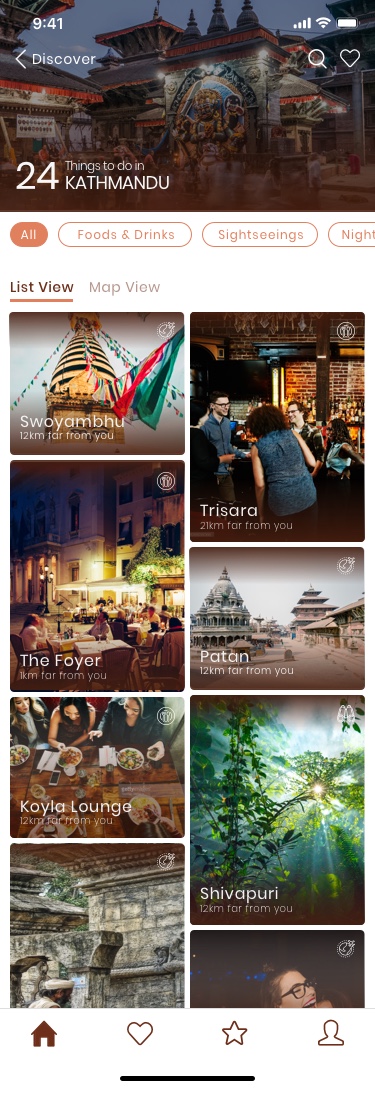 9:41
Discover
24
Things to do in
KATHMANDU
All
Foods & Drinks
Sightseeings
Night
List View
Map View
Swoyambhu
12km far from you
Trisara
21km far from you
The Foyer
1km far from you
Patan
12km far from you
Koyla Lounge
12km far from you
Shivapuri
12km far from you